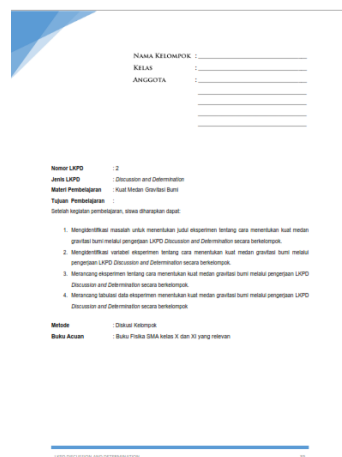 NAMA KELOMPOK :
KELAS :
ANGGOTA :
Nomor LKPD : 2
Jenis LKPD : Discussion and Determination
Materi Pembelajaran : Kuat Medan Gravitasi Bumi
Tujuan Pembelajaran :
Setelah kegiatan pembelajaran, siswa diharapkan dapat:
1. Mengidentifikasi masalah untuk menentukan judul eksperimen tentang cara menentukan kuat medan
gravitasi bumi melalui pengerjaan LKPD Discussion and Determination secara berkelompok.
2. Mengidentifikasi variabel eksperimen tentang cara menentukan kuat medan gravitasi bumi melalui
pengerjaan LKPD Discussion and Determination secara berkelompok.
3. Merancang eksperimen tentang cara menentukan kuat medan gravitasi bumi melalui pengerjaan LKPD
Discussion and Determination secara berkelompok.
4. Merancang tabulasi data eksperimen menentukan kuat medan gravitasi bumi melalui pengerjaan LKPD
Discussion and Determination secara berkelompok
Metode : Diskusi Kelompok
Buku Acuan : Buku Fisika SMA kelas X dan XI yang relevan
LKPD DISCUSSION AND DETERMINATION